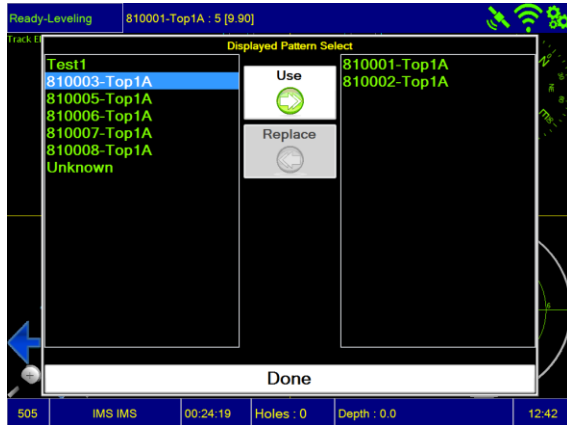 Ready-Leveling 810001-Top1A : 5 [9.90]
Track
Displayed Pattern Select
Test1
810003-Top1A
810005-Top1A
810006-Top1A
810007-Top1A
810008-Top1A
Unknown
Use
Replace
810001-Top1A
810002-Top1A
Done
505 IMS IMS 00:24:19 Holes : 0 Depth : 0.0 12:42